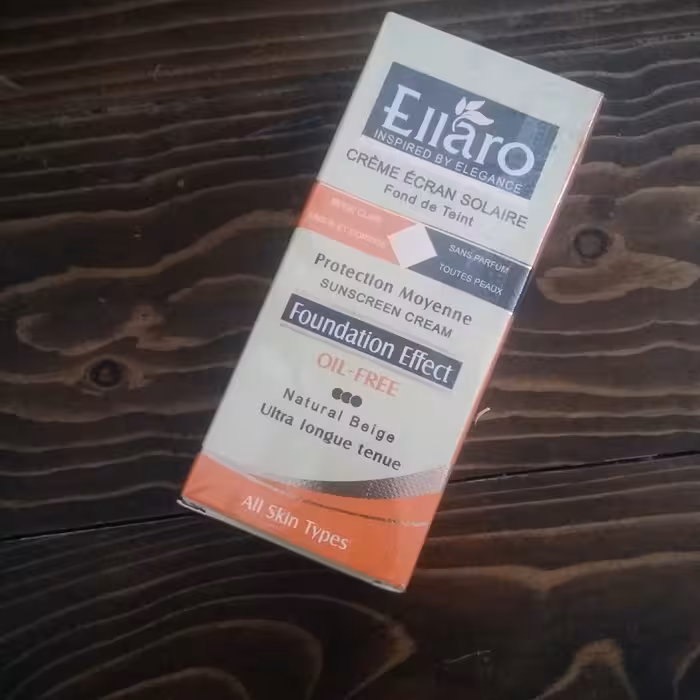 Ellaro
INSPIRED BY ELEGANCE
CRÈME ÉCRAN SOLAIRE
Fond de Teint
SANS PARFUM
TOUTES PEAUX
Protection Moyenne
SUNSCREEN CREAM
Foundation Effect
OIL-FREE
Natural Beige
Ultra longue tenue
All Skin Types